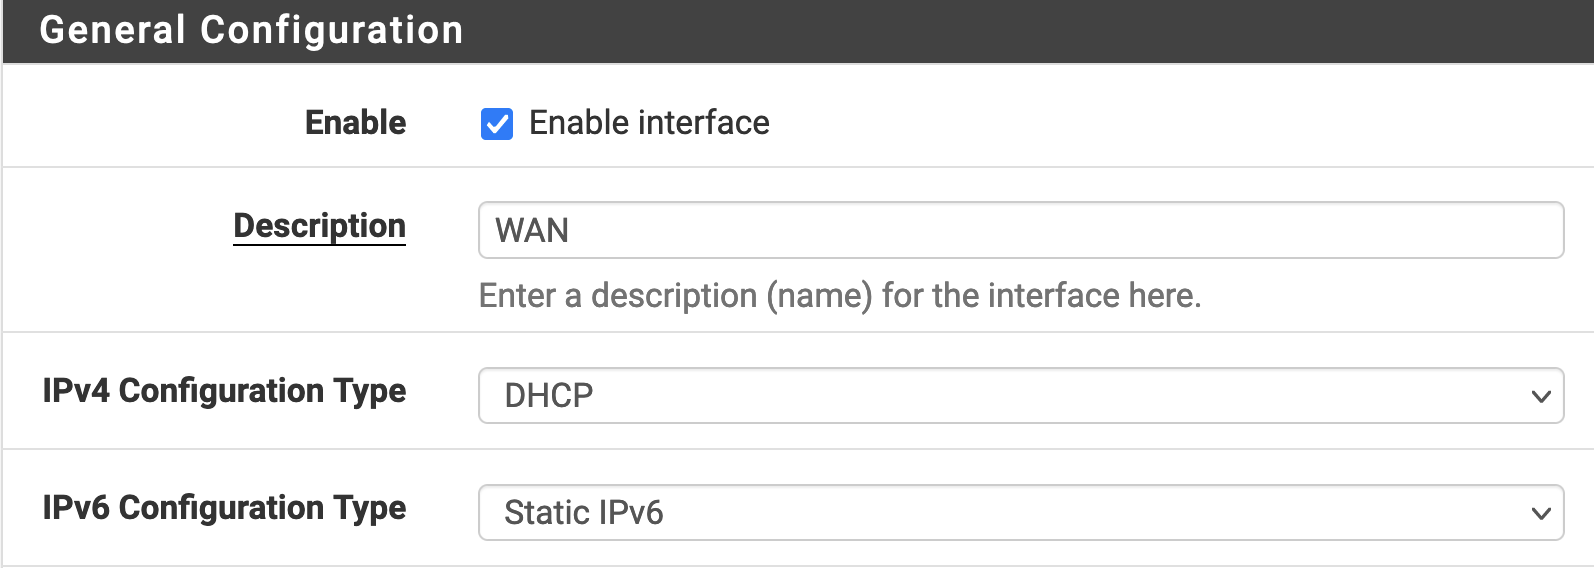 General Configuration
Enable Enable interface
Description WAN
Enter a description (name) for the interface here.
IPv4 Configuration Type DHCP
IPv6 Configuration Type Static IPv6